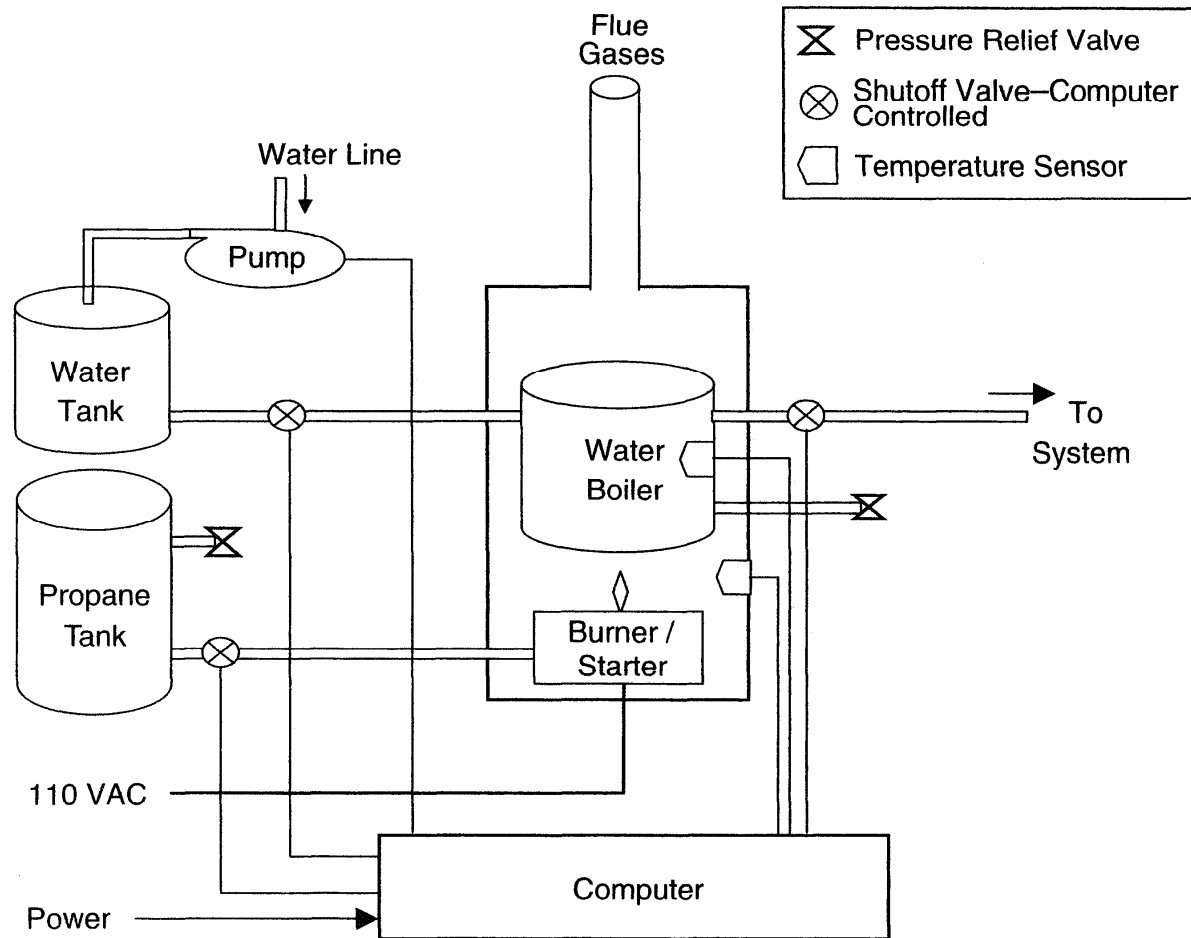 Flue
Gases
Pressure Relief Valve
Shutoff Valve–Computer
Controlled
Temperature Sensor
Water Line
Pump
Water
Tank
Water
Boiler
To
System
Propane
Tank
Burner /
Starter
110 VAC
Computer
Power